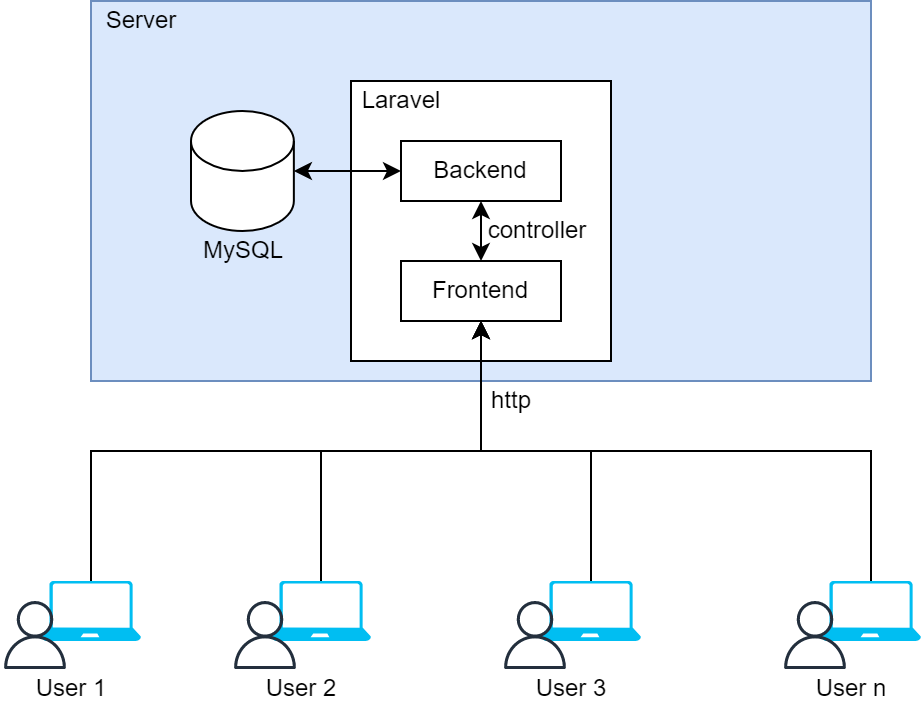 Server
Laravel
Backend
MySQL
controller
Frontend
http
User 1
User 2
User 3
User n